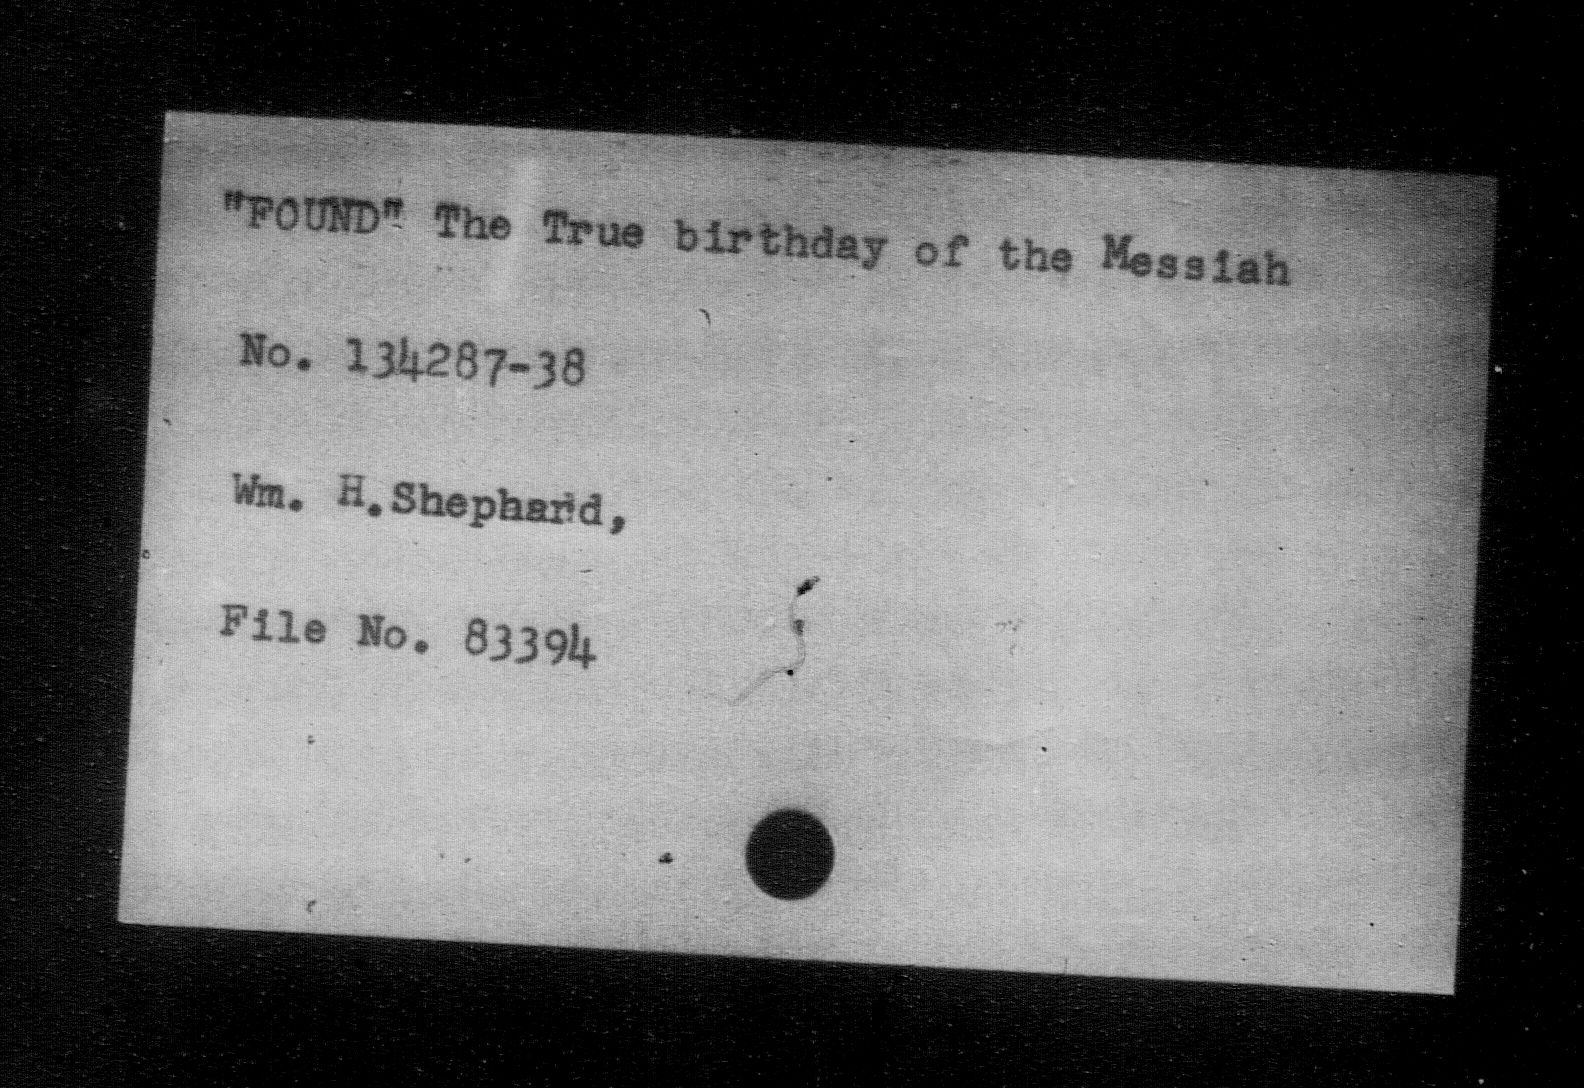 "FOUND" The True birthday of the Messiah
No. 134287-38
Wm. H.Shephard,
File No. 83394